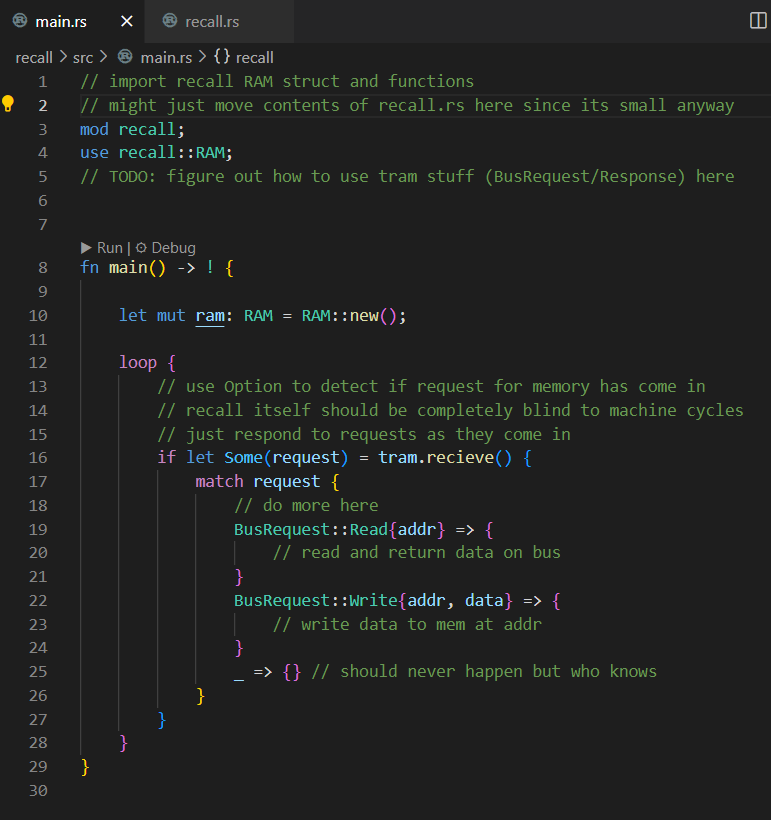 main.rs
recall.rs
recall > src > main.rs > {} recall
1 // import recall RAM struct and functions
2 // might just move contents of recall.rs here since its small anyway
3 mod recall;
4 use recall::RAM;
5 // TODO: figure out how to use tram stuff (BusRequest/Response) here
6
7
Run | Debug
8 fn main() -> ! {
9
10 let mut ram: RAM = RAM::new();
11
12 loop {
13 // use Option to detect if request for memory has come in
14 // recall itself should be completely blind to machine cycles
15 // just respond to requests as they come in
16 if let Some(request) = tram.recieve() {
17 match request {
18 // do more here
19 BusRequest::Read{addr} => {
20 // read and return data on bus
21 }
22 BusRequest::Write{addr, data} => {
23 // write data to mem at addr
24 }
25 _ => {} // should never happen but who knows
26 }
27 }
28 }
29 }
30